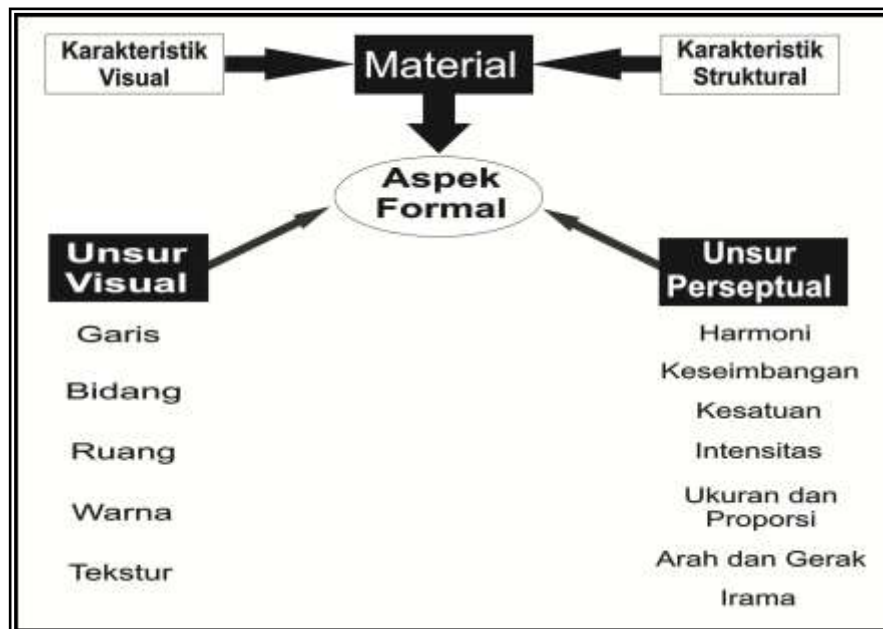 Karakteristik
Visual
Material
Karakteristik
Struktural
Aspek
Formal
Unsur
Visual
Garis
Bidang
Ruang
Warna
Tekstur
Unsur
Perseptual
Harmoni
Keseimbangan
Kesatuan
Intensitas
Ukuran dan
Proporsi
Arah dan Gerak
Irama